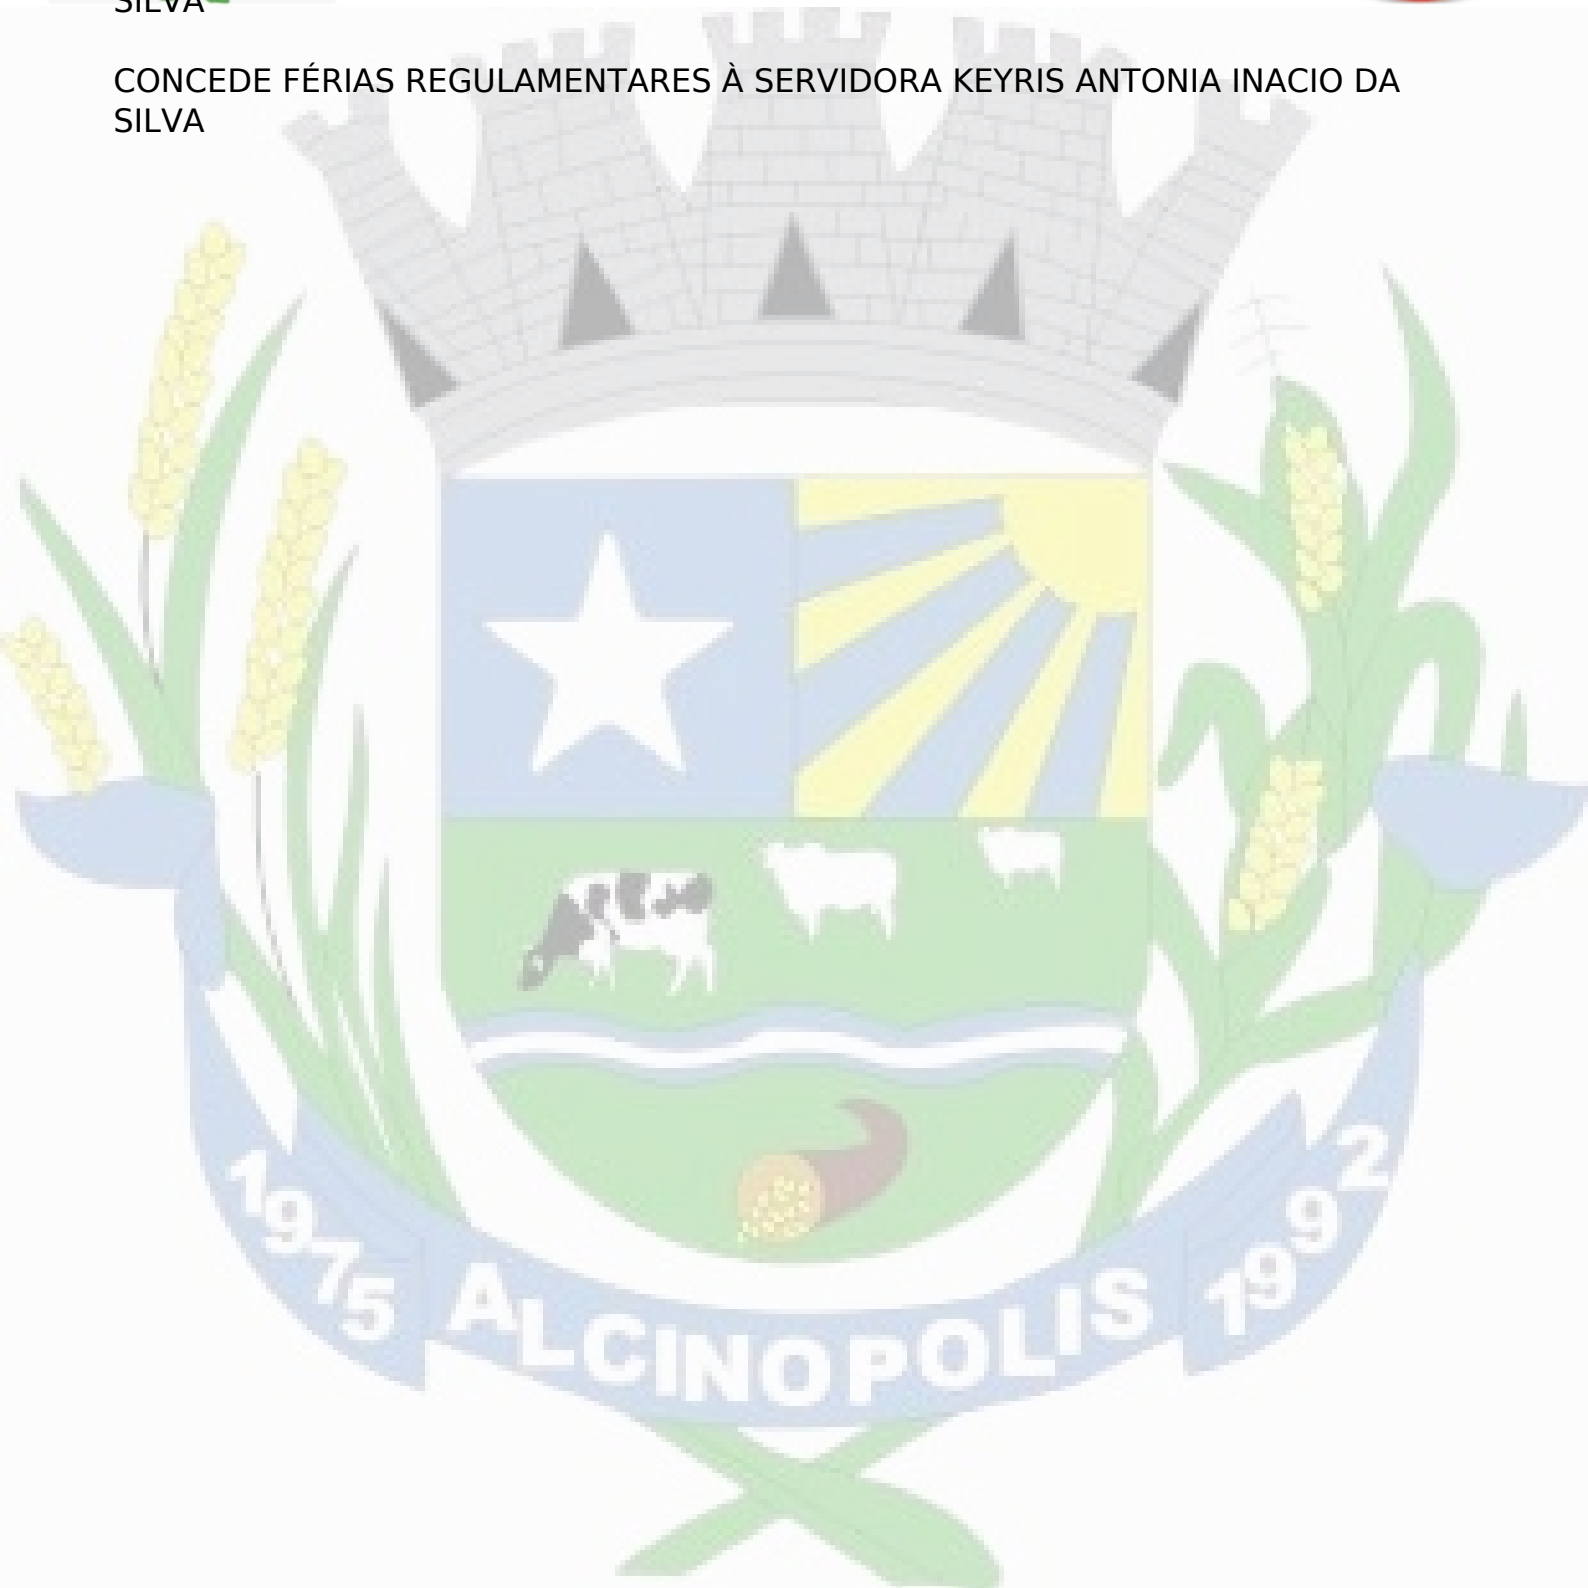 SILVA
CONCEDE FÉRIAS REGULAMENTARES À SERVIDORA KEYRIS ANTONIA INACIO DA
SILVA
1975 ALCINOPOLIS 1992